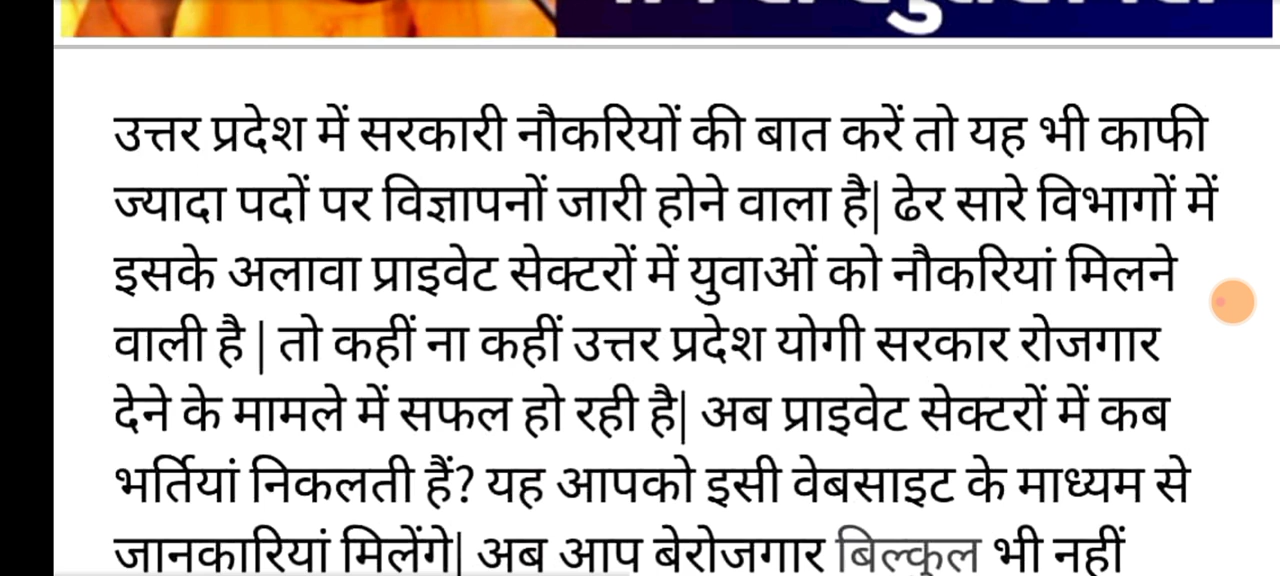 उत्तर प्रदेश में सरकारी नौकरियों की बात करें तो यह भी काफी
ज्यादा पदों पर विज्ञापनों जारी होने वाला है| ढेर सारे विभागों में
इसके अलावा प्राइवेट सेक्टरों में युवाओं को नौकरियां मिलने
वाली है | तो कहीं ना कहीं उत्तर प्रदेश योगी सरकार रोजगार
देने के मामले में सफल हो रही है| अब प्राइवेट सेक्टरों में कब
भर्तियां निकलती हैं? यह आपको इसी वेबसाइट के माध्यम से
जानकारियां मिलेंगे| अब आप बेरोजगार बिल्कुल भी नहीं